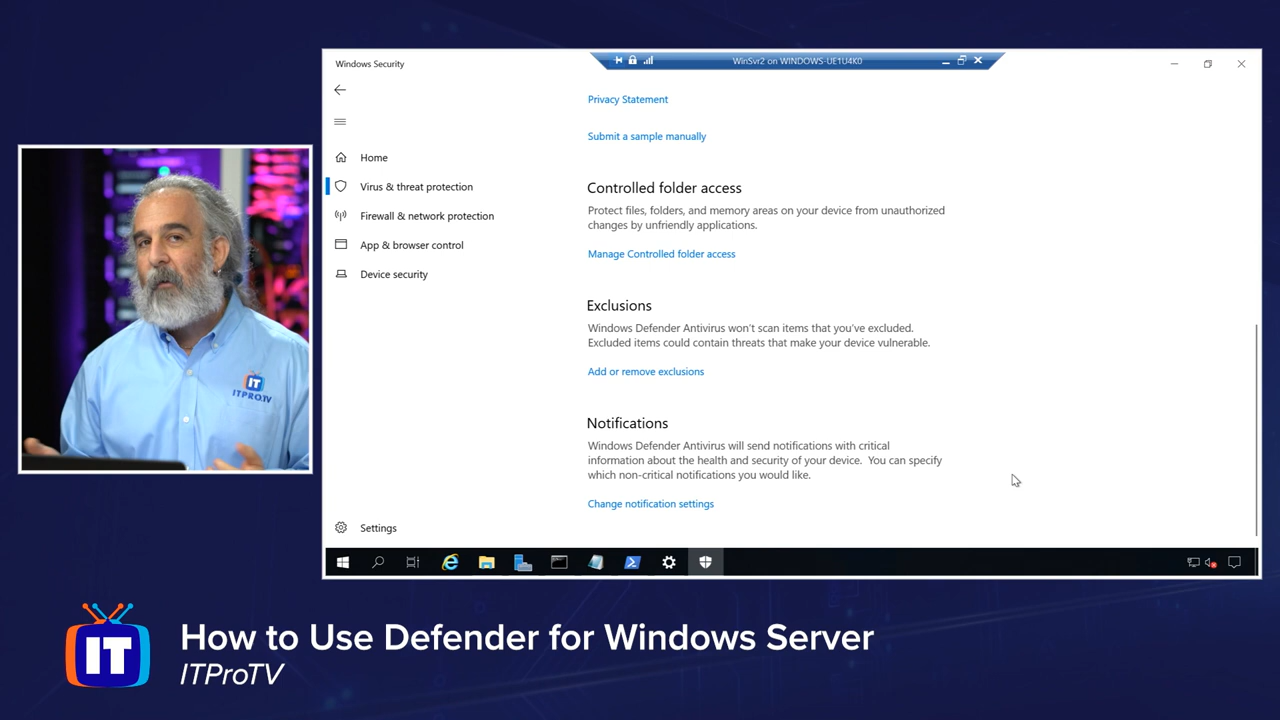 Windows Security
WinSvr2 on WINDOWS-UE1U4K0
Privacy Statement
Submit a sample manually
Home
Virus & threat protection
Firewall & network protection
App & browser control
Device security
Settings
Controlled folder access
Protect files, folders, and memory areas on your device from unauthorized
changes by unfriendly applications.
Manage Controlled folder access
Exclusions
Windows Defender Antivirus won't scan items that you've excluded.
Excluded items could contain threats that make your device vulnerable.
Add or remove exclusions
Notifications
Windows Defender Antivirus will send notifications with critical
information about the health and security of your device. You can specify
which non-critical notifications you would like.
Change notification settings
IT
ITPRO.TV
IT
How to Use Defender for Windows Server
ITProTV